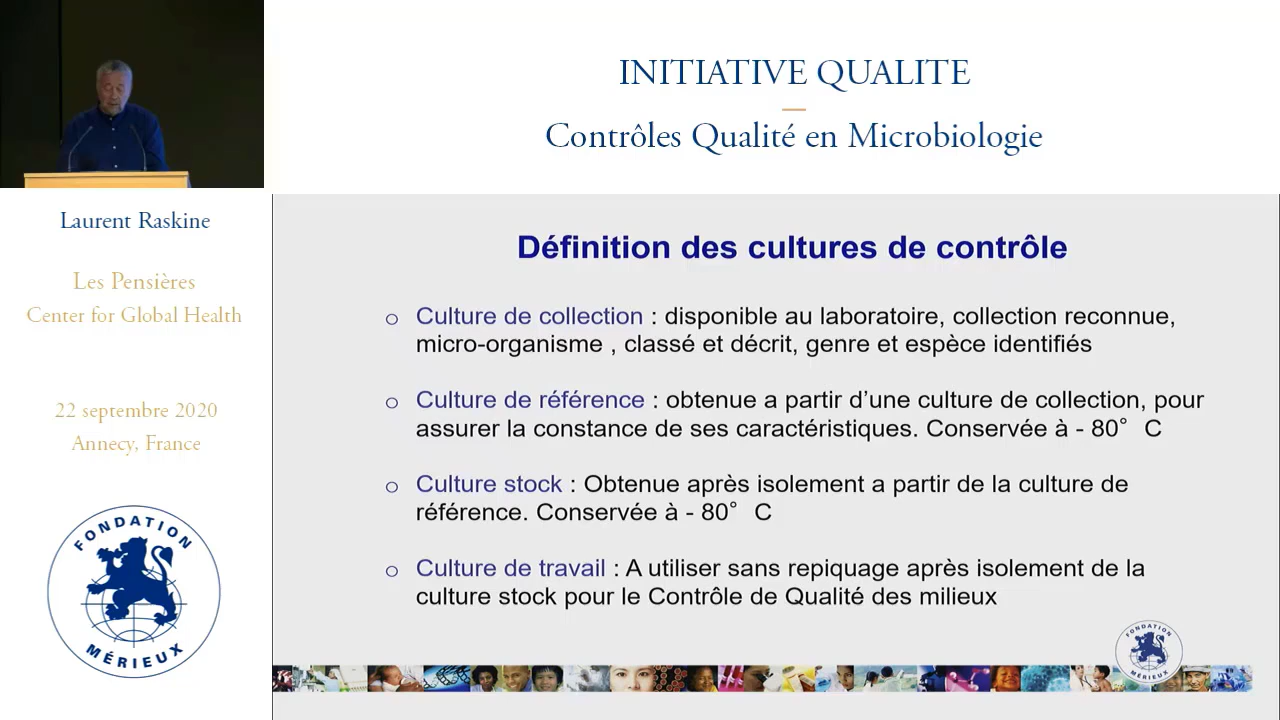 INITIATIVE QUALITE
Contrôles Qualité en Microbiologie
Laurent Raskine
Les Pensières
Center for Global Health
22 septembre 2020
Annecy, France
FONDATION
MÉRIEUX
Définition des cultures de contrôle
o Culture de collection : disponible au laboratoire, collection reconnue,
micro-organisme , classé et décrit, genre et espèce identifiés
o Culture de référence : obtenue a partir d’une culture de collection, pour
assurer la constance de ses caractéristiques. Conservée à - 80° C
o Culture stock : Obtenue après isolement a partir de la culture de
référence. Conservée à - 80° C
o Culture de travail : A utiliser sans repiquage après isolement de la
culture stock pour le Contrôle de Qualité des milieux
FONDATION
MÉRIEUX